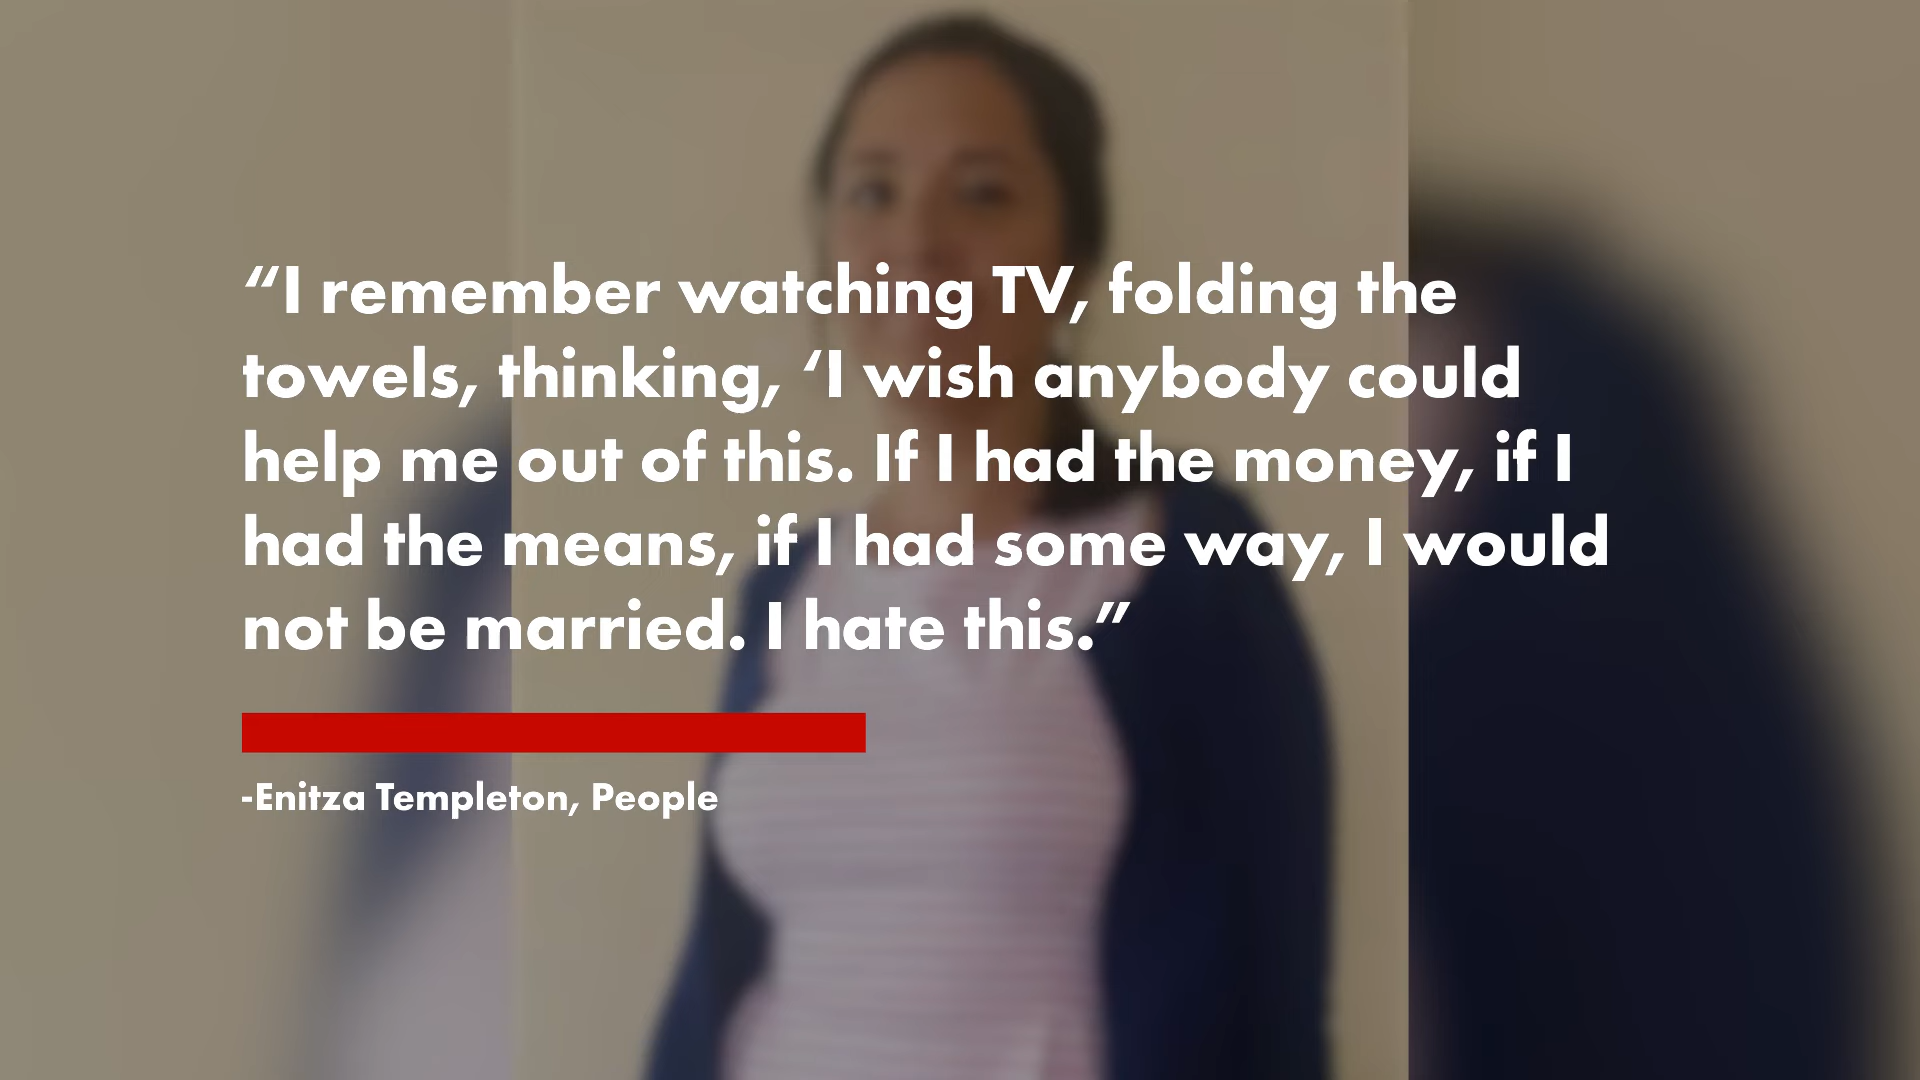 “I remember watching TV, folding the
towels, thinking, ‘I wish anybody could
help me out of this. If I had the money, if I
had the means, if I had some way, I would
not be married. I hate this.”
-Enitza Templeton, People